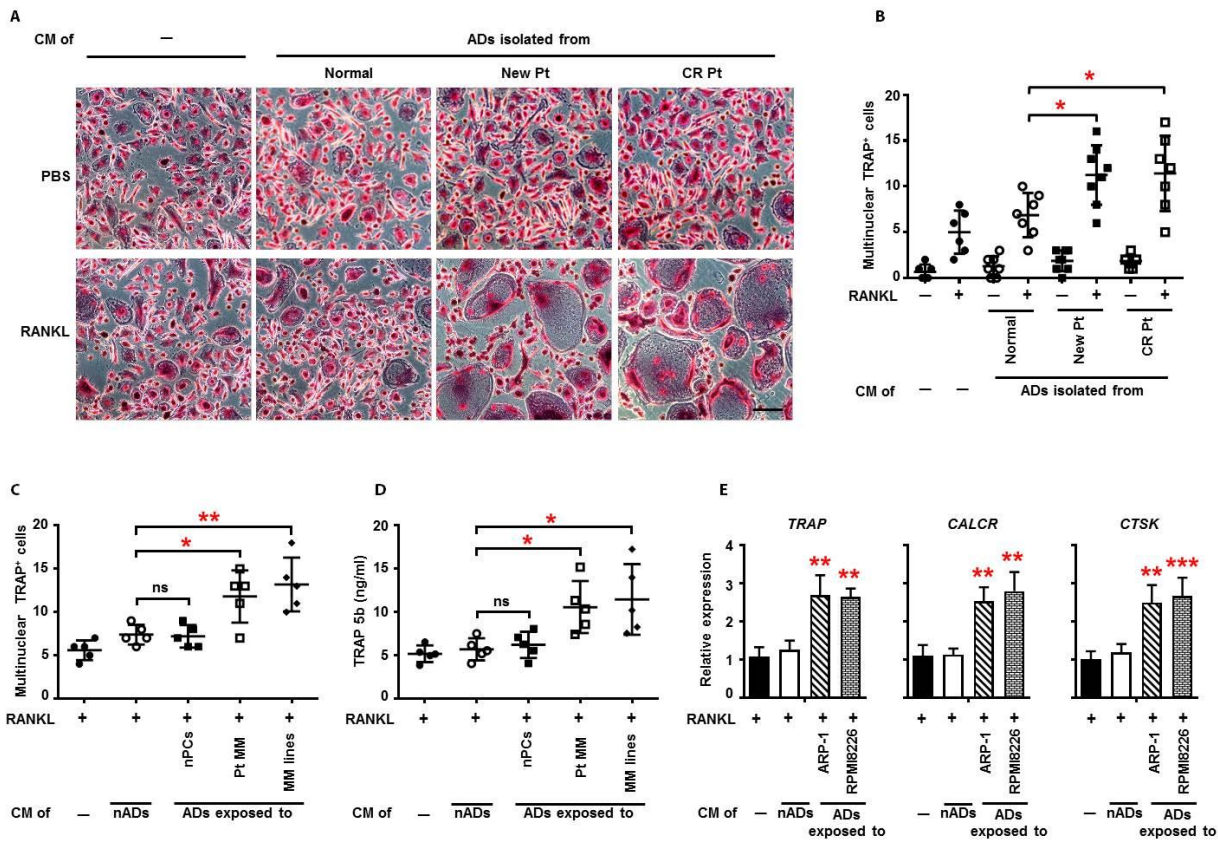 A
CM of
—
ADs isolated from
Normal
New Pt
CR Pt
PBS
RANKL
B
Multinuclear TRAP⁺ cells
20
15
10
5
0
*
*
RANKL
— + — + — + — +
Normal
New Pt
CR Pt
CM of
— —
ADs isolated from
C
Multinuclear TRAP⁺ cells
20
15
10
5
0
**
*
ns
RANKL
+ + + + +
nPCs
Pt MM
MM lines
CM of
—
nADs
ADs exposed to
D
TRAP 5b (ng/ml)
20
15
10
5
0
*
*
ns
RANKL
+ + + + +
nPCs
Pt MM
MM lines
CM of
—
nADs
ADs exposed to
E
Relative expression
4
3
2
1
0
TRAP
** **
CALCR
** **
CTSK
** ***
RANKL
+ + + +
+ + + +
+ + + +
ARP-1
RPMI8226
ARP-1
RPMI8226
ARP-1
RPMI8226
CM of
— nADs ADs
exposed to
— nADs ADs
exposed to
— nADs ADs
exposed to